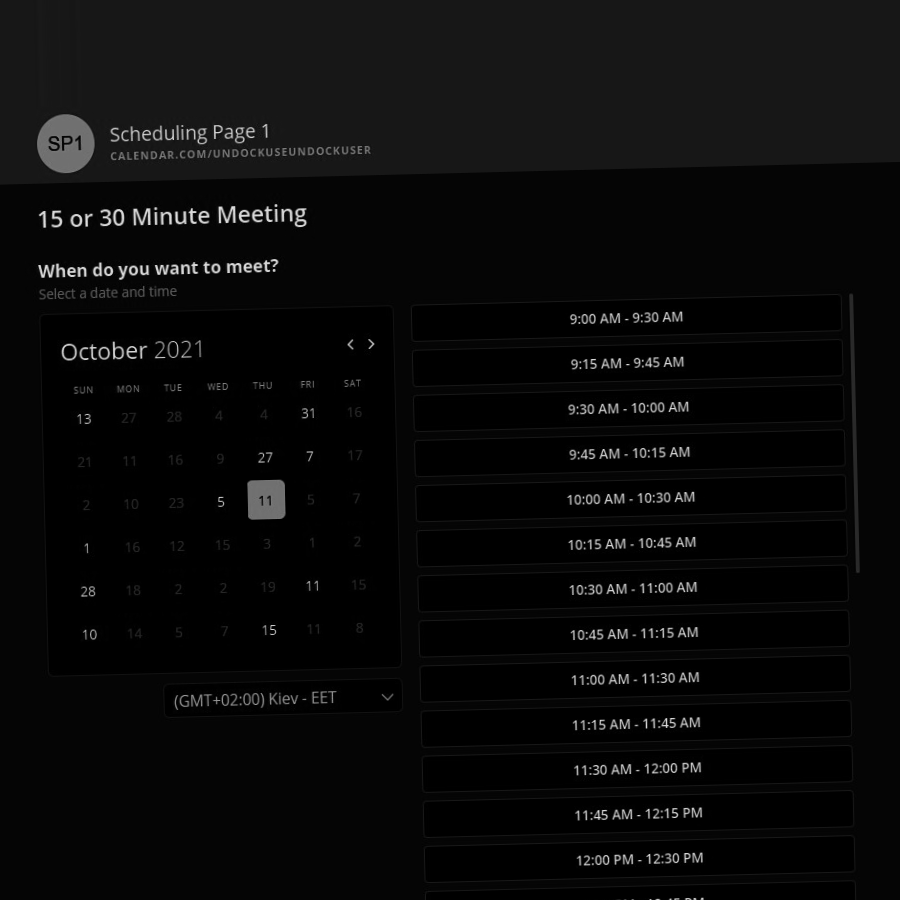 SP1
Scheduling Page 1
CALENDAR.COM/UNDOCKUSEUNDOCKUSER
15 or 30 Minute Meeting
When do you want to meet?
Select a date and time
October 2021
< >
SUN MON TUE WED THU FRI SAT
13 27 28 4 4 31 16
21 11 16 9 27 7 17
2 10 23 5 11 5 7
1 16 12 15 3 1 2
28 18 2 2 19 11 15
10 14 5 7 15 11 8
(GMT+02:00) Kiev - EET
9:00 AM - 9:30 AM
9:15 AM - 9:45 AM
9:30 AM - 10:00 AM
9:45 AM - 10:15 AM
10:00 AM - 10:30 AM
10:15 AM - 10:45 AM
10:30 AM - 11:00 AM
10:45 AM - 11:15 AM
11:00 AM - 11:30 AM
11:15 AM - 11:45 AM
11:30 AM - 12:00 PM
11:45 AM - 12:15 PM
12:00 PM - 12:30 PM